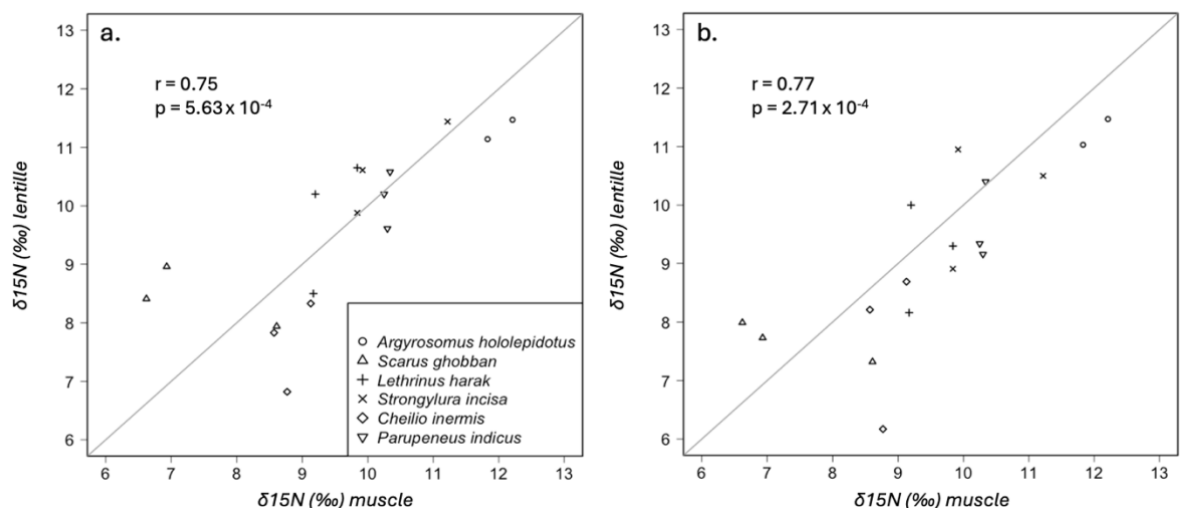 a.
r = 0.75
p = 5.63 x 10-4
13
12
11
10
9
8
7
6
δ15N (‰) lentille
Argyrosomus hololepidotus
Scarus ghobban
Lethrinus harak
Strongylura incisa
Cheilio inermis
Parupeneus indicus
6 7 8 9 10 11 12 13
δ15N (‰) muscle
b.
r = 0.77
p = 2.71 x 10-4
13
12
11
10
9
8
7
6
δ15N (‰) lentille
6 7 8 9 10 11 12 13
δ15N (‰) muscle